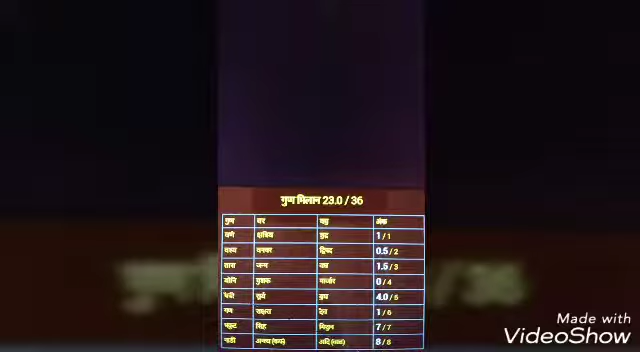 गुण मिलान 23.0 / 36
गुण वर वधु अंक
वर्ण क्षत्रिय शूद्र 1 / 1
वश्य वनचर द्विपद 0.5 / 2
तारा जन्म 1.5 / 3
योनि मुशक मार्जार 0 / 4
मैत्री सूर्य बुध 4.0 / 5
गण राक्षस देव 1 / 6
भकूट सिंह मिथुन 7 / 7
नाडी अन्त्य (कफ) आदि (वात) 8 / 8
Made with
VideoShow